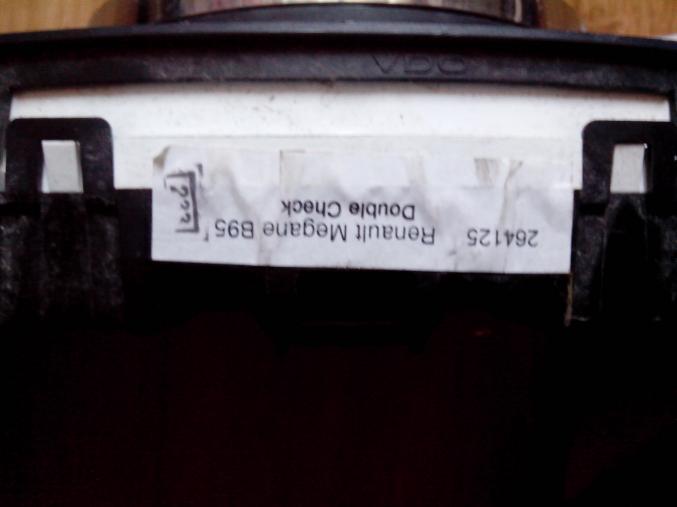 264125 Renault Megane B95
Double Check
VDO